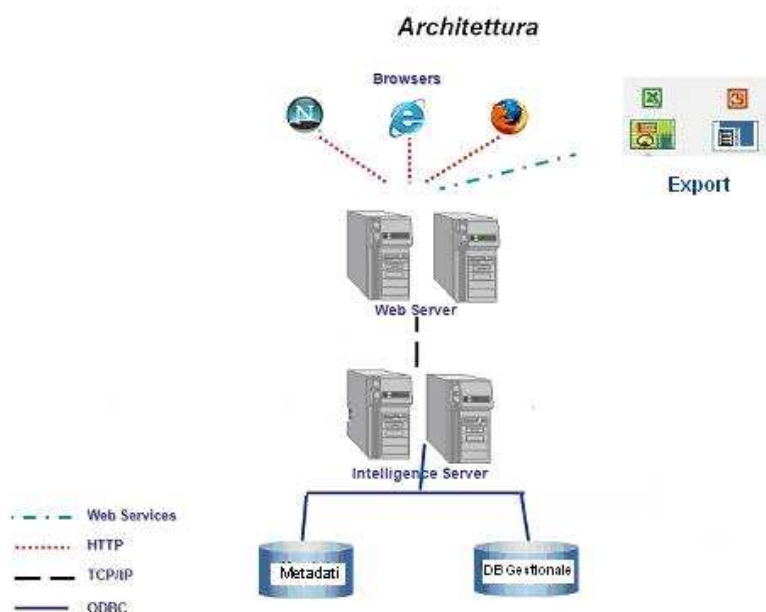 Architettura
Browsers
N
Export
Web Server
Intelligence Server
Web Services
HTTP
TCP/IP
ODBC
Metadati
DB Gestionale